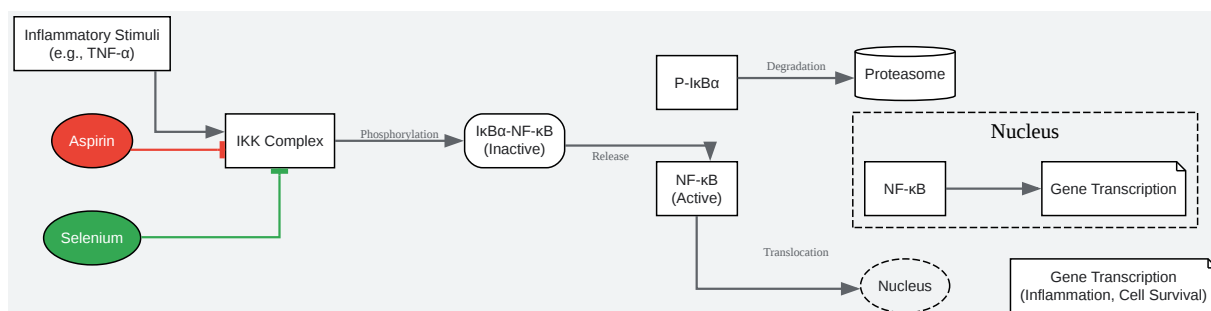 Inflammatory Stimuli
(e.g., TNF-α)
Aspirin
Selenium
IKK Complex
Phosphorylation
IκBα-NF-κB
(Inactive)
Release
P-IκBα
Degradation
Proteasome
NF-κB
(Active)
Translocation
Nucleus
Nucleus
NF-κB
Gene Transcription
Gene Transcription
(Inflammation, Cell Survival)